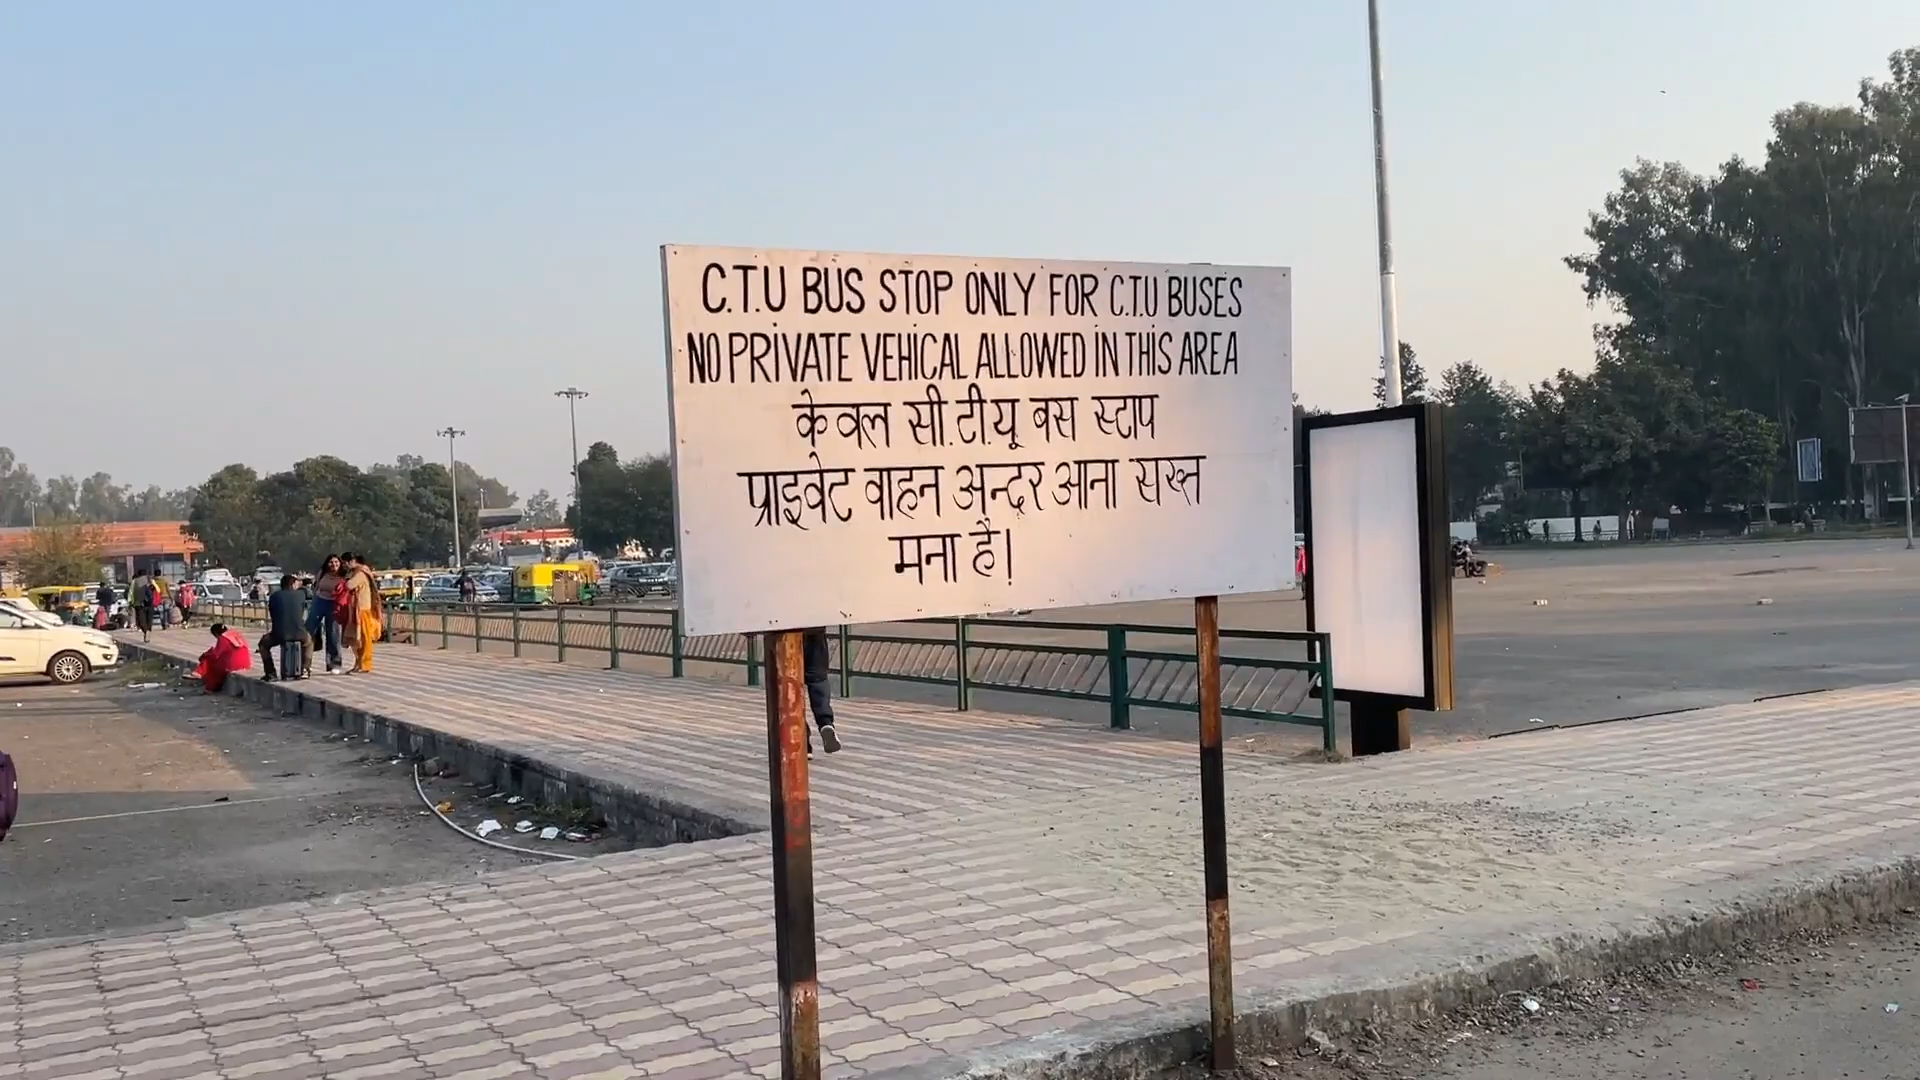 C.T.U BUS STOP ONLY FOR C.T.U BUSES
NO PRIVATE VEHICAL ALLOWED IN THIS AREA
केवल सी.टी.यू बस स्टाप
प्राइवेट वाहन अन्दर आना सख्त
मना है।